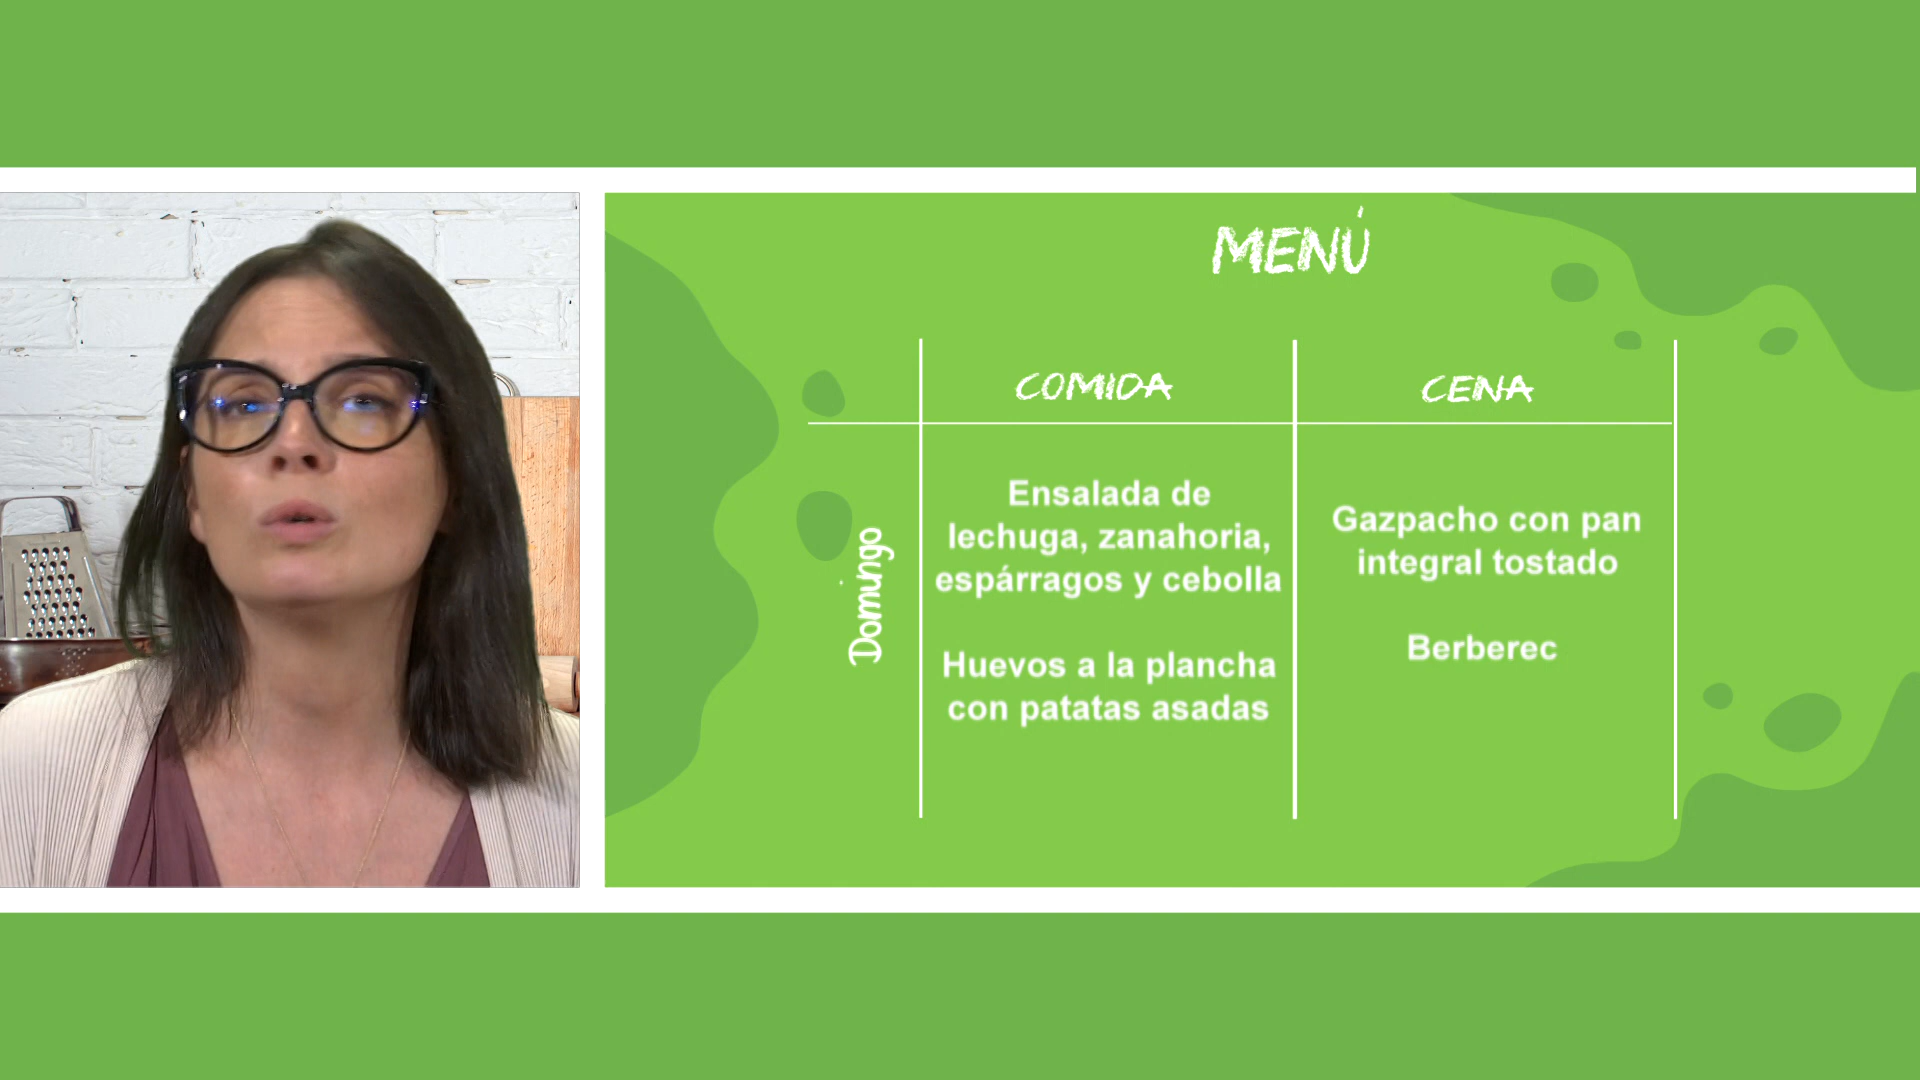 MENÚ
COMIDA
CENA
Domingo
Ensalada de
lechuga, zanahoria,
espárragos y cebolla
Huevos a la plancha
con patatas asadas
Gazpacho con pan
integral tostado
Berberec